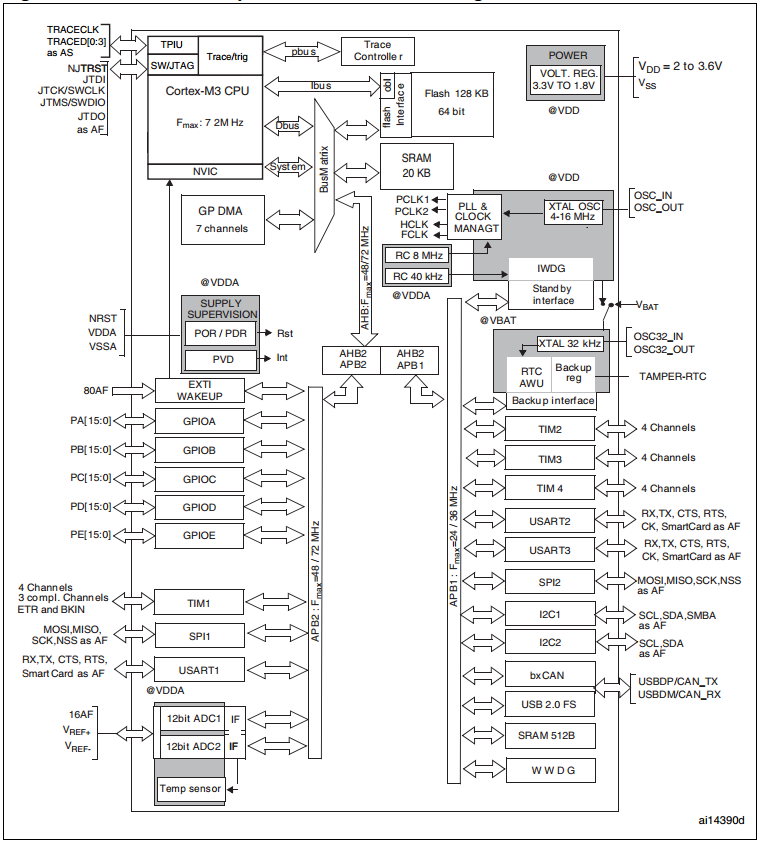 TRACECLK
TRACED[0:3]
as AS
NJTRST
JTDI
JTCK/SWCLK
JTMS/SWDIO
JTDO
as AF
TPIU
SW/JTAG
Trace/trig
Cortex-M3 CPU
Fmax: 7 2M Hz
NVIC
GP DMA
7 channels
pbus
Ibus
Dbus
System
BusM atrix
Trace
Controlle r
flash obl
Interface
Flash 128 KB
64 bit
SRAM
20 KB
POWER
VOLT. REG.
3.3V TO 1.8V
@VDD
VDD = 2 to 3.6V
VSS
@VDD
PCLK1
PCLK2
HCLK
FCLK
PLL &
CLOCK
MANAGT
XTAL OSC
4-16 MHz
OSC_IN
OSC_OUT
RC 8 MHz
RC 40 kHz
@VDDA
IWDG
Stand by
interface
@VBAT
VBAT
XTAL 32 kHz
OSC32_IN
OSC32_OUT
RTC
AWU
Backup
reg
TAMPER-RTC
Backup interface
AHB:Fmax=48/72 MHz
@VDDA
SUPPLY
SUPERVISION
NRST
VDDA
VSSA
POR / PDR
Rst
PVD
Int
AHB2
APB2
AHB2
APB1
80AF
EXTI
WAKEUP
PA[15:0]
GPIOA
PB[15:0]
GPIOB
PC[15:0]
GPIOC
PD[15:0]
GPIOD
PE[15:0]
GPIOE
4 Channels
3 compl. Channels
ETR and BKIN
TIM1
MOSI,MISO,
SCK,NSS as AF
SPI1
RX,TX, CTS, RTS,
SmartCard as AF
USART1
@VDDA
16AF
VREF+
VREF-
12bit ADC1
IF
12bit ADC2
IF
Temp sensor
APB2 : Fmax=48 / 72 MHz
APB1 : Fmax=24 / 36 MHz
TIM2
4 Channels
TIM3
4 Channels
TIM 4
4 Channels
USART2
RX,TX, CTS, RTS,
CK, SmartCard as AF
USART3
RX,TX, CTS, RTS,
CK, SmartCard as AF
SPI2
MOSI,MISO,SCK,NSS
as AF
I2C1
SCL,SDA,SMBA
as AF
I2C2
SCL,SDA
as AF
bxCAN
USBDP/CAN_TX
USBDM/CAN_RX
USB 2.0 FS
SRAM 512B
W W D G
ai14390d